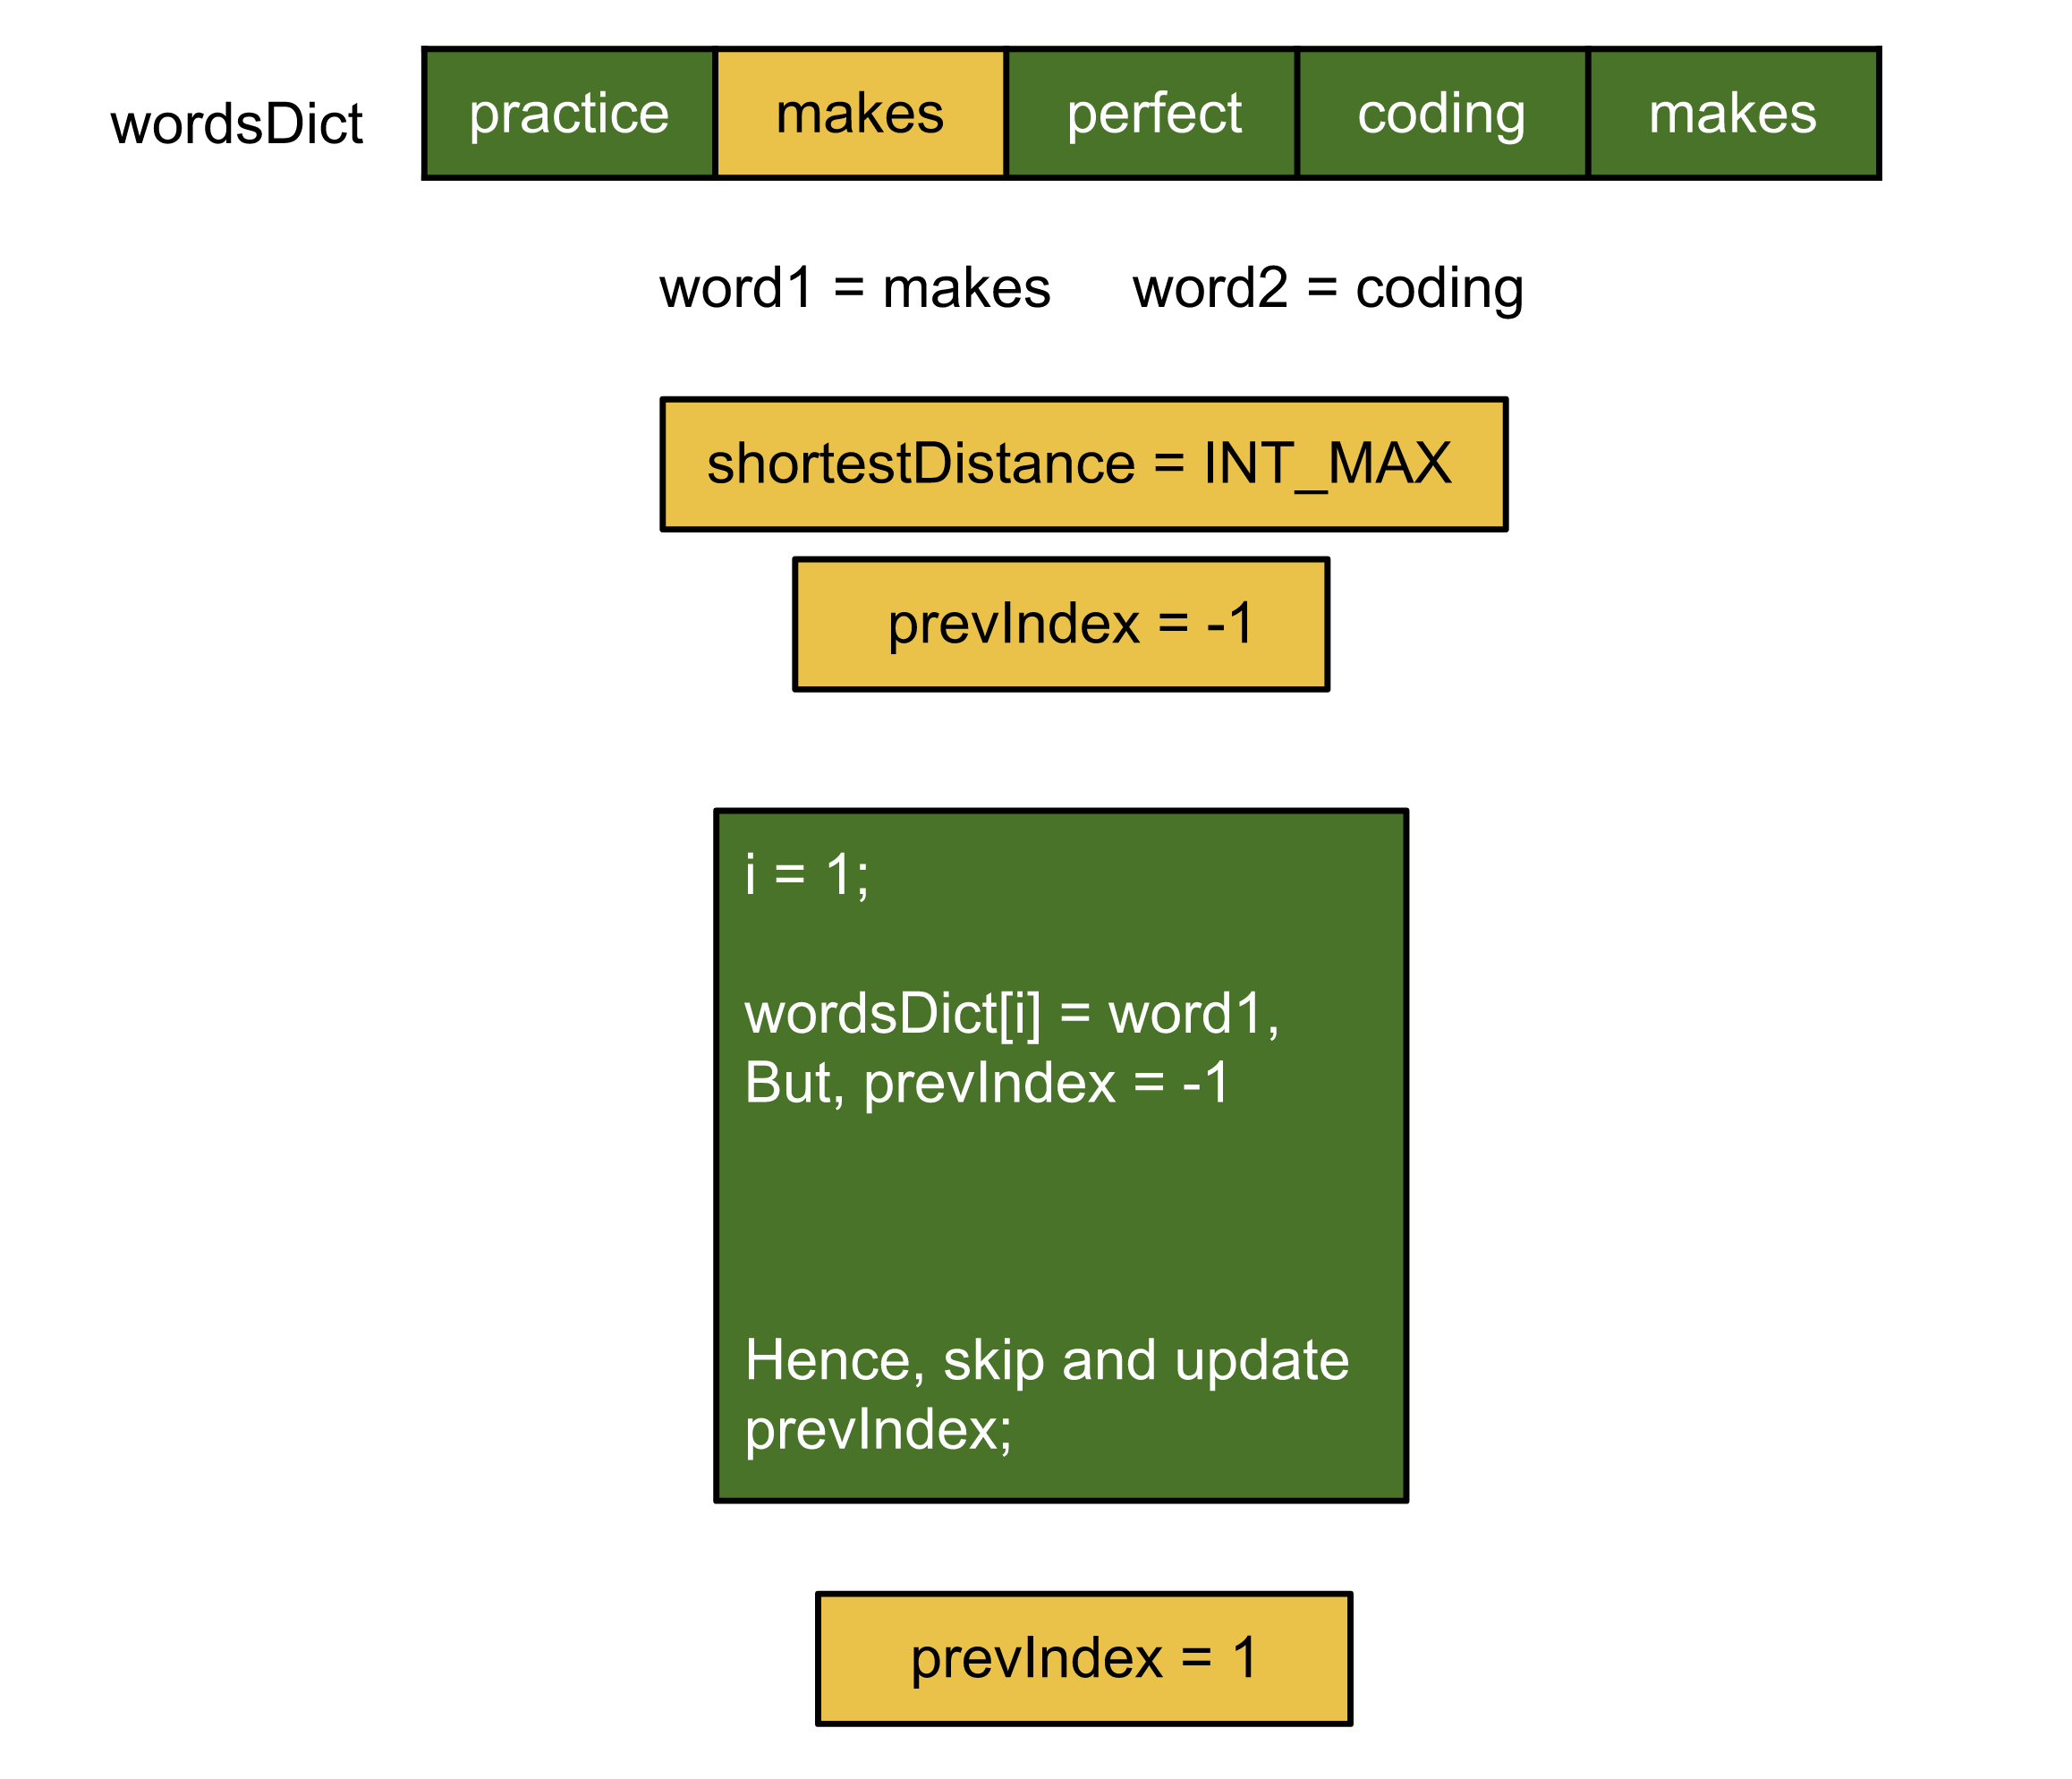 wordsDict practice makes perfect coding makes
word1 = makes word2 = coding
shortestDistance = INT_MAX
prevIndex = -1
i = 1;
wordsDict[i] = word1,
But, prevIndex = -1
Hence, skip and update
prevIndex;
prevIndex = 1